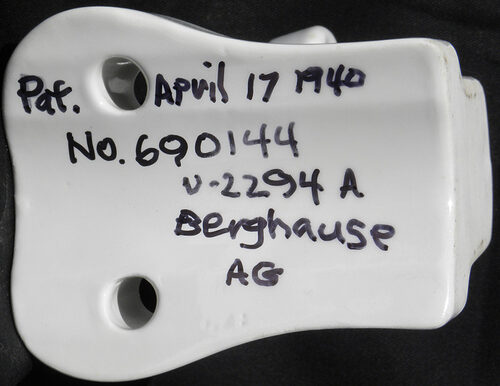 Pat. April 17 1940
No. 690144
V-2294 A
Berghause
AG